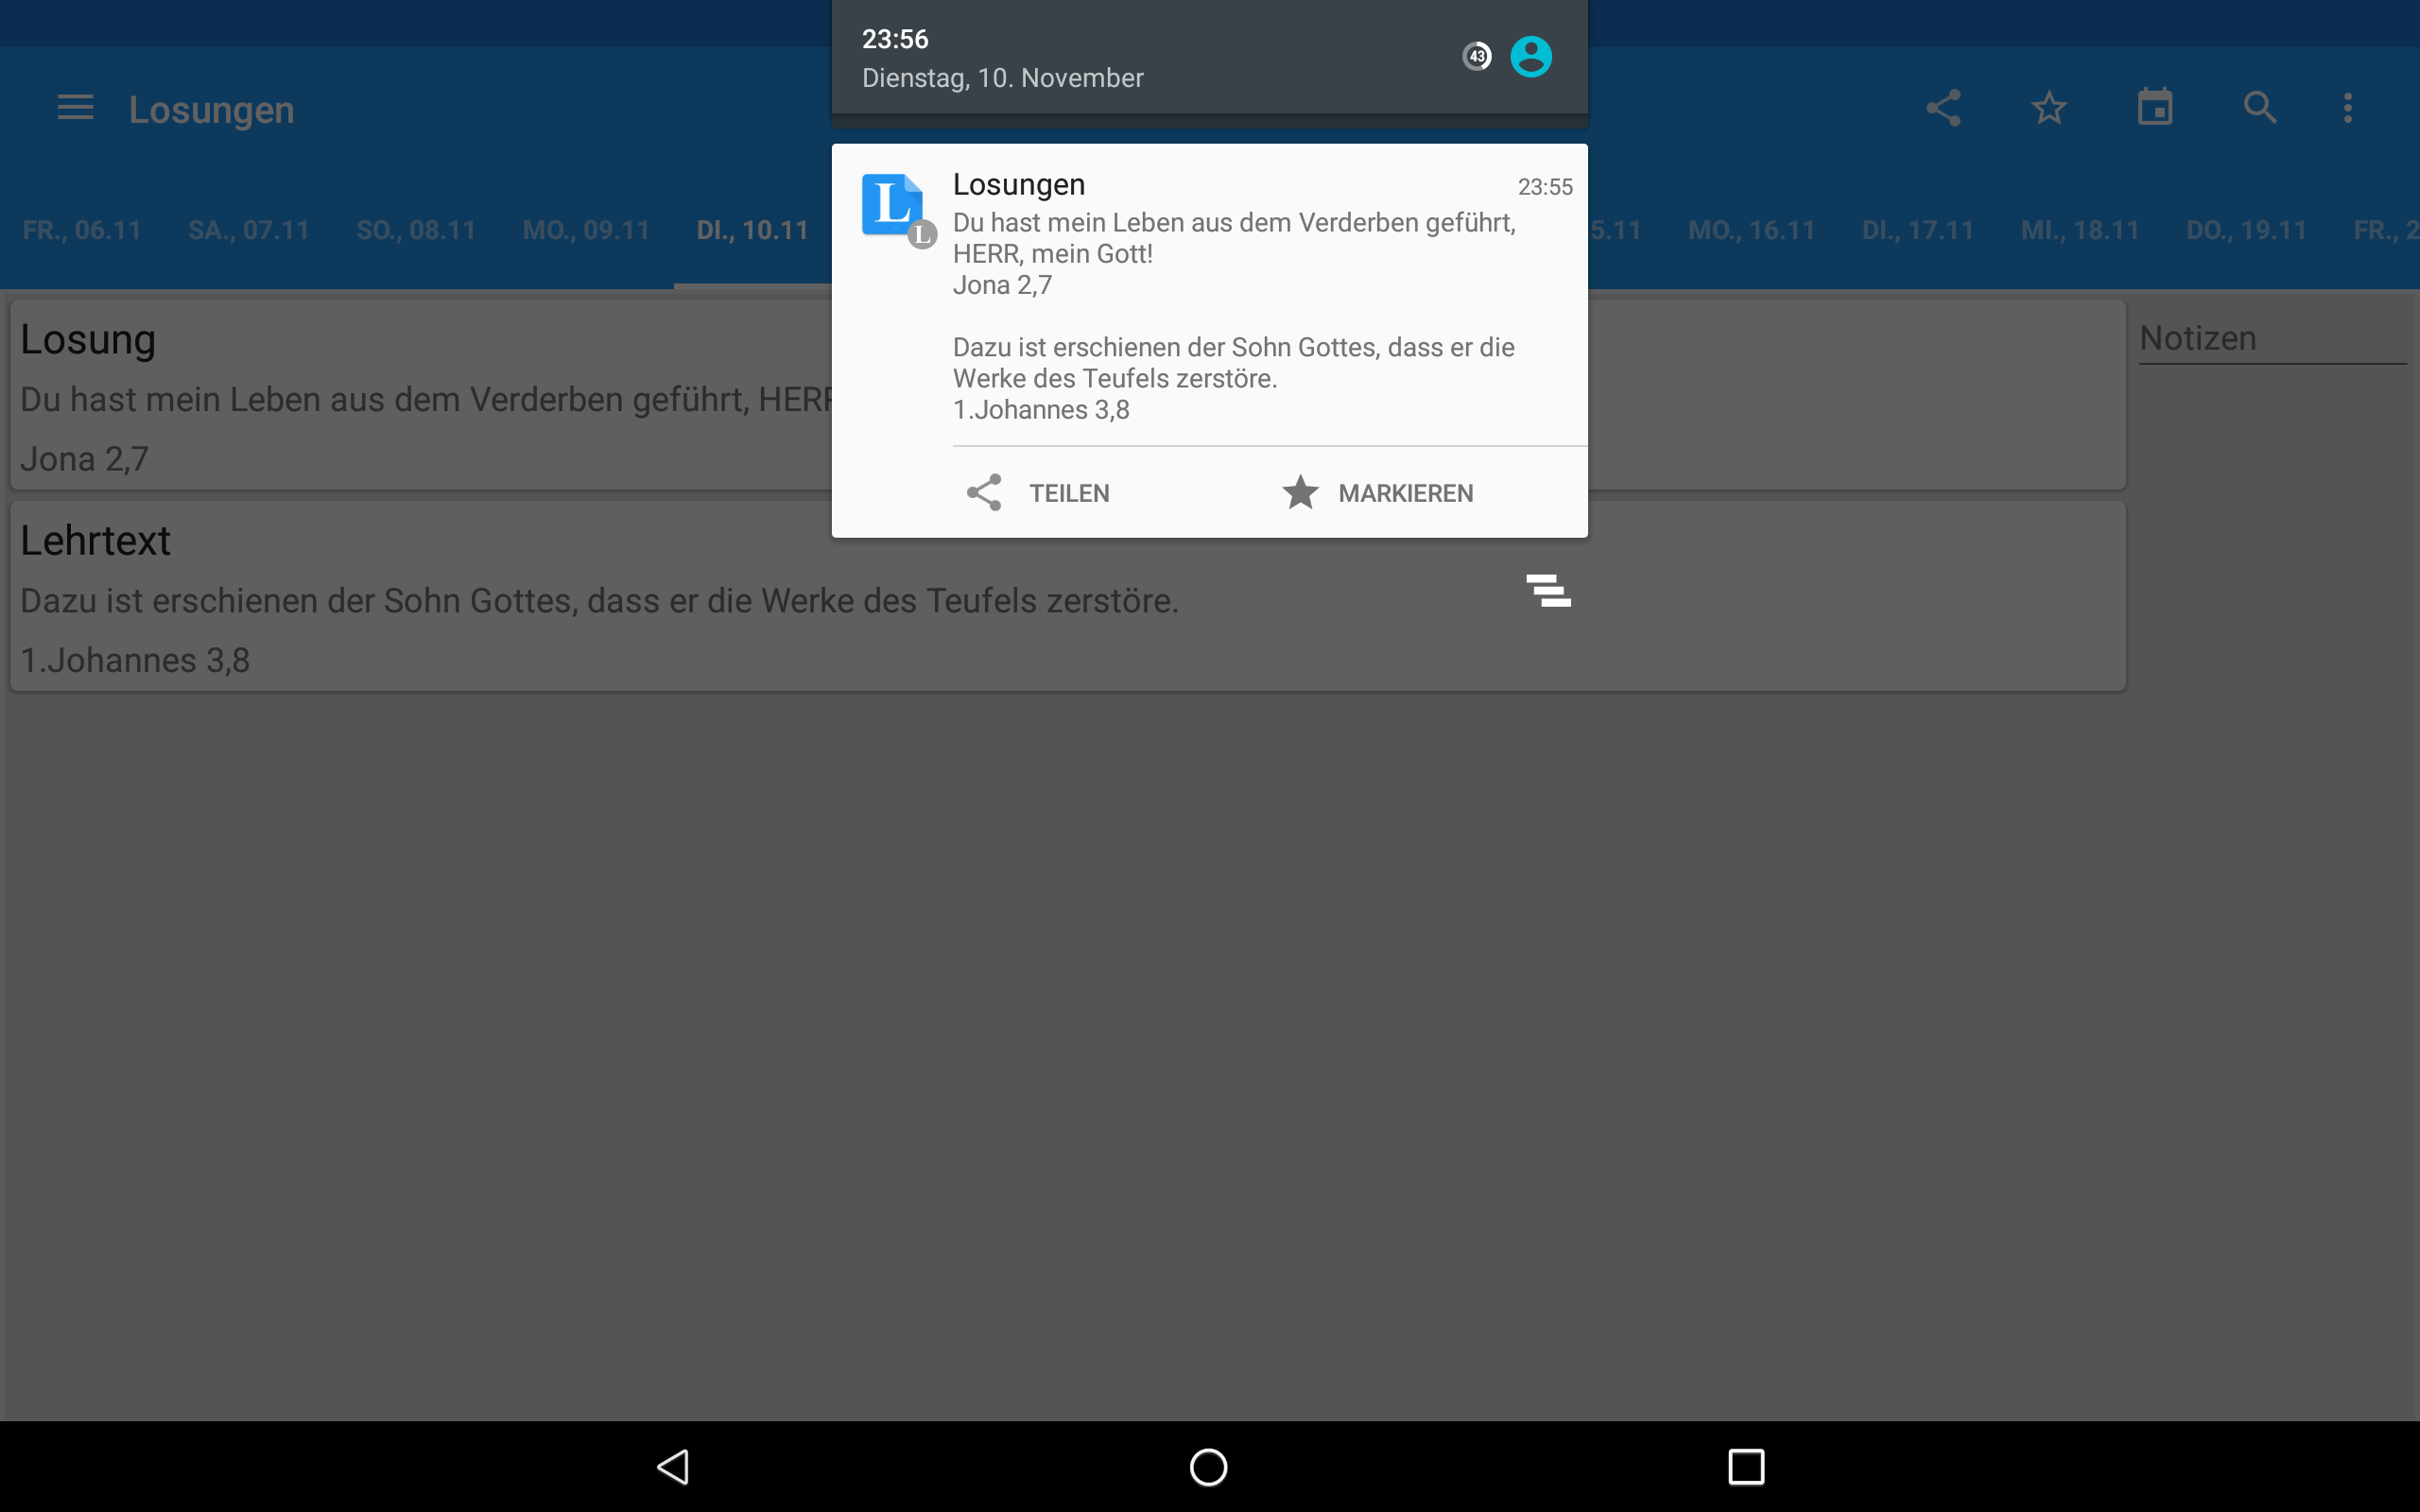 23:56
43
Dienstag, 10. November
Losungen
FR., 06.11 SA., 07.11 SO., 08.11 MO., 09.11 DI., 10.11 5.11 MO., 16.11 DI., 17.11 MI., 18.11 DO., 19.11 FR., 2
L
L
Losungen 23:55
Du hast mein Leben aus dem Verderben geführt,
HERR, mein Gott!
Jona 2,7
Dazu ist erschienen der Sohn Gottes, dass er die
Werke des Teufels zerstöre.
1.Johannes 3,8
TEILEN MARKIEREN
Losung
Du hast mein Leben aus dem Verderben geführt, HERR
Jona 2,7
Notizen
Lehrtext
Dazu ist erschienen der Sohn Gottes, dass er die Werke des Teufels zerstöre.
1.Johannes 3,8